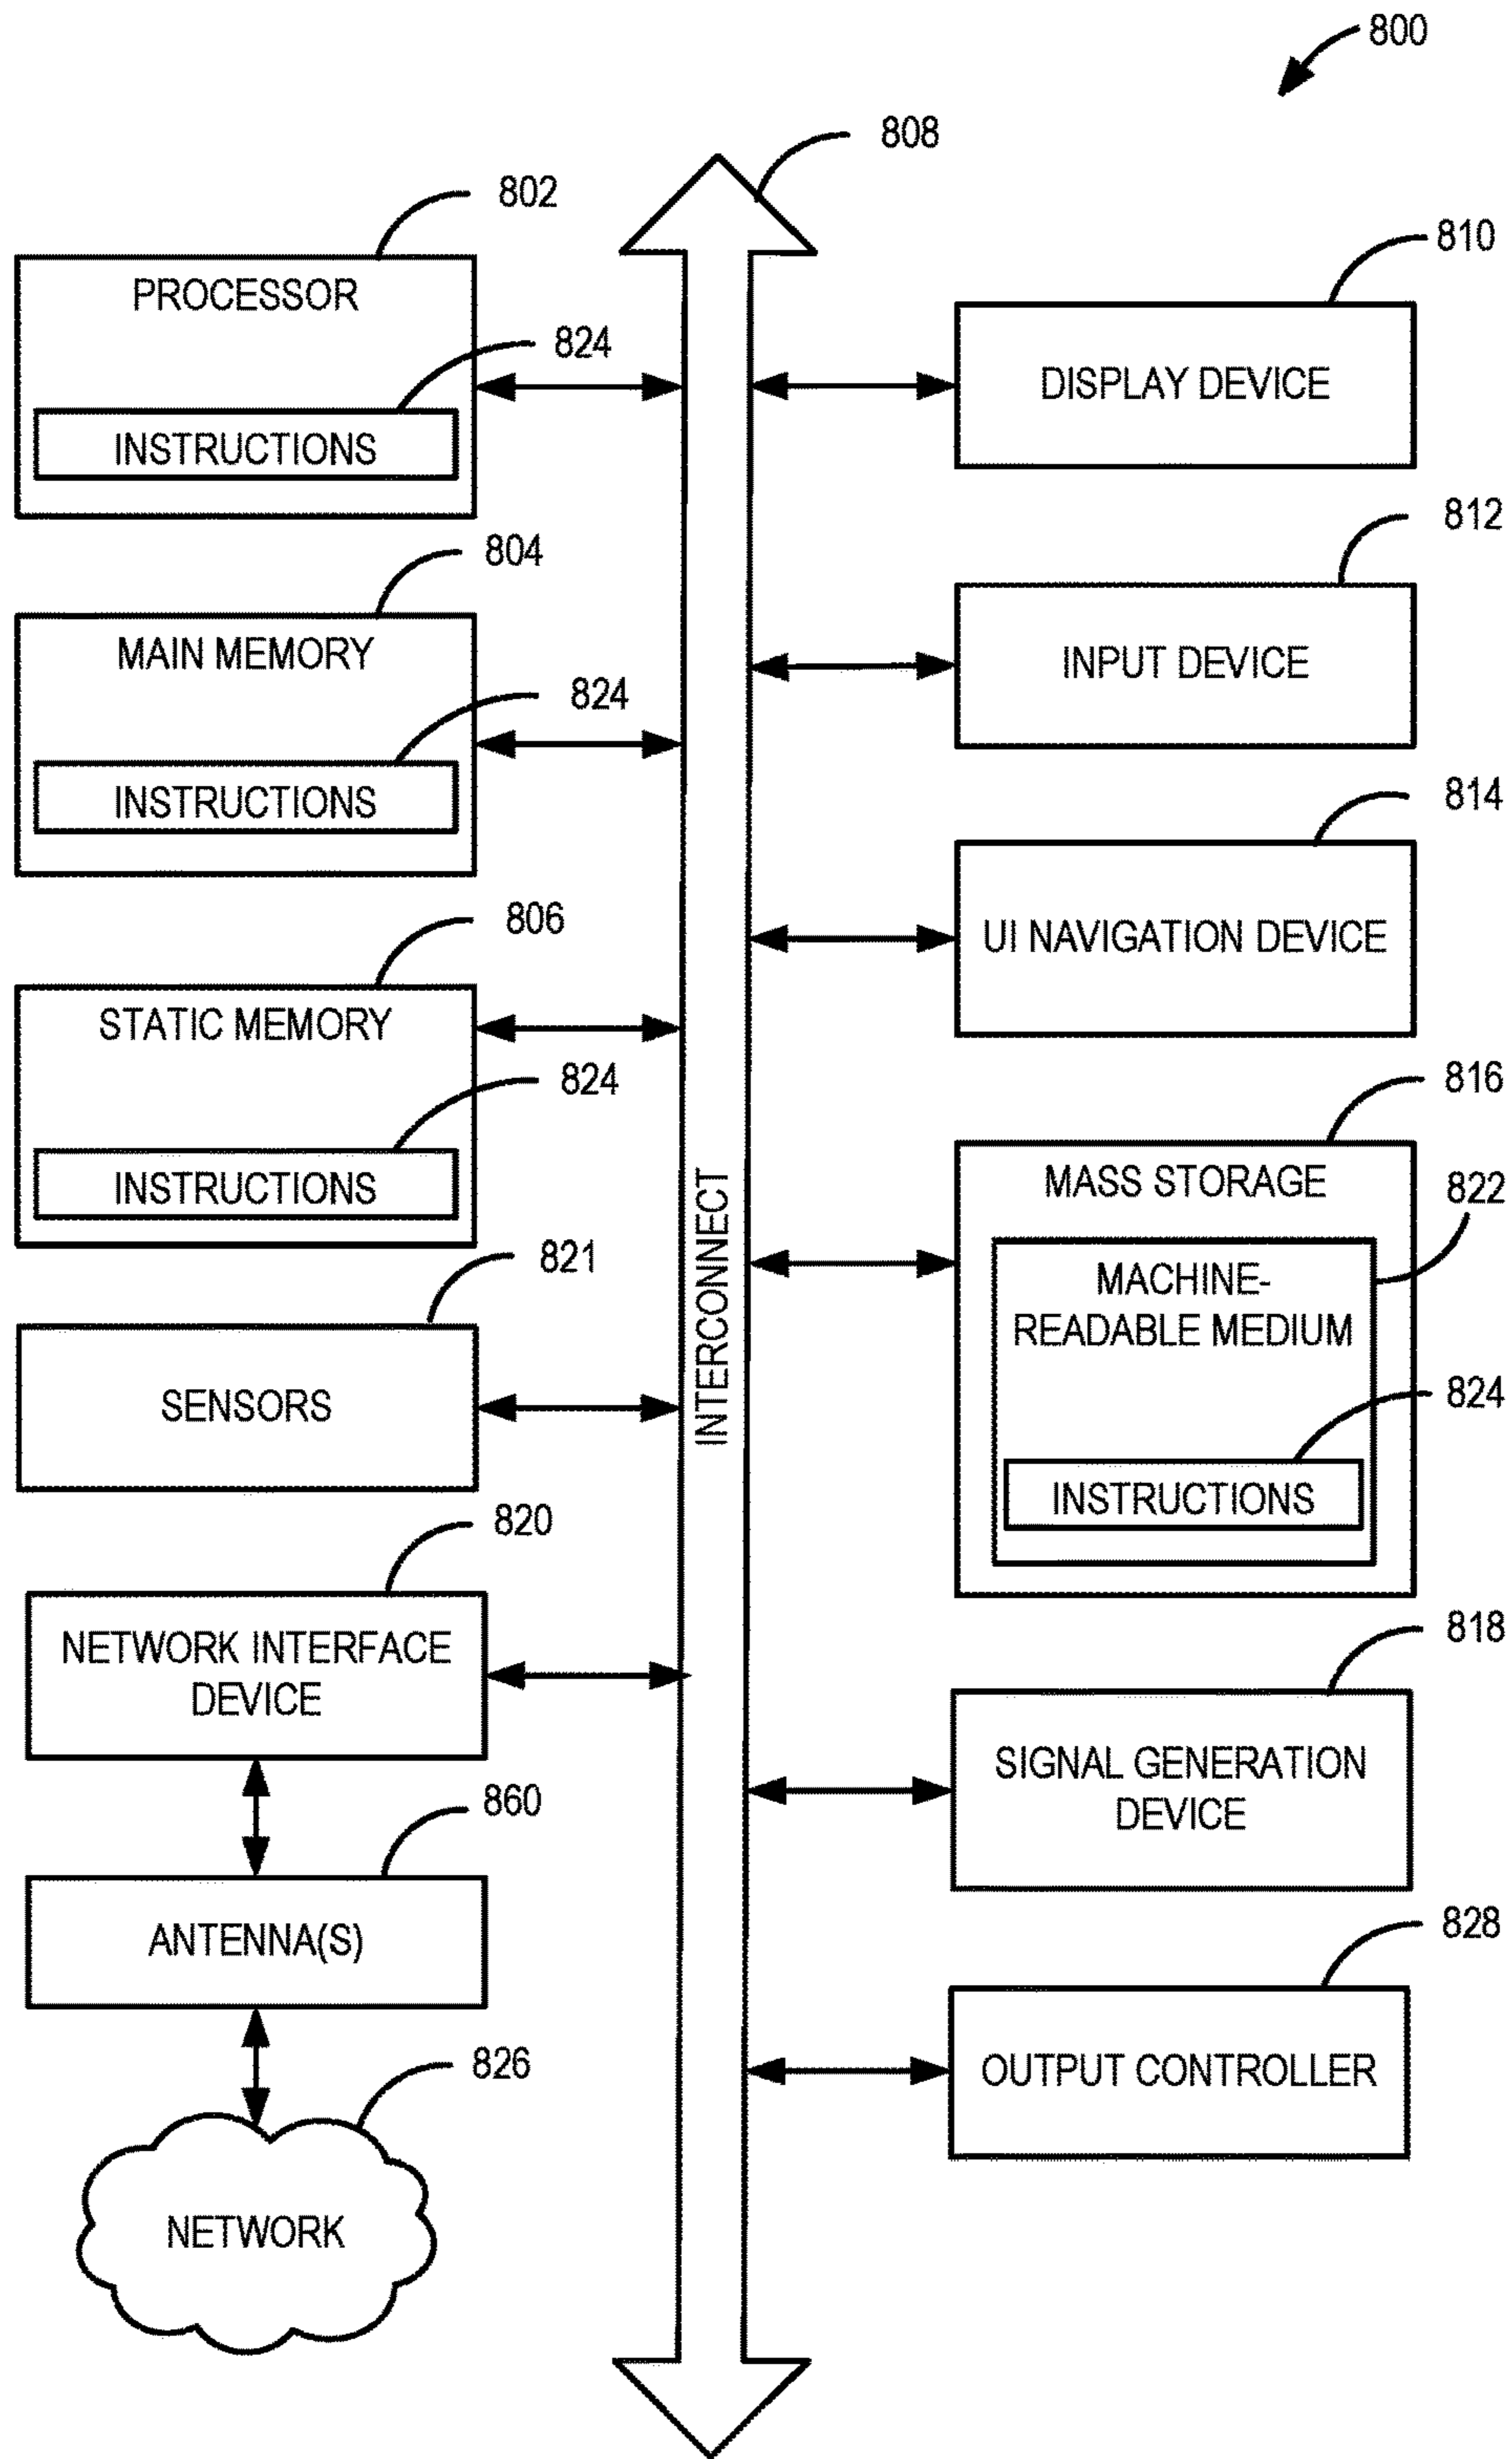 800
808
802
PROCESSOR
824
INSTRUCTIONS
804
MAIN MEMORY
824
INSTRUCTIONS
806
STATIC MEMORY
824
INSTRUCTIONS
821
SENSORS
820
NETWORK INTERFACE
DEVICE
860
ANTENNA(S)
826
NETWORK
INTERCONNECT
810
DISPLAY DEVICE
812
INPUT DEVICE
814
UI NAVIGATION DEVICE
816
MASS STORAGE
822
MACHINE-
READABLE MEDIUM
824
INSTRUCTIONS
818
SIGNAL GENERATION
DEVICE
828
OUTPUT CONTROLLER